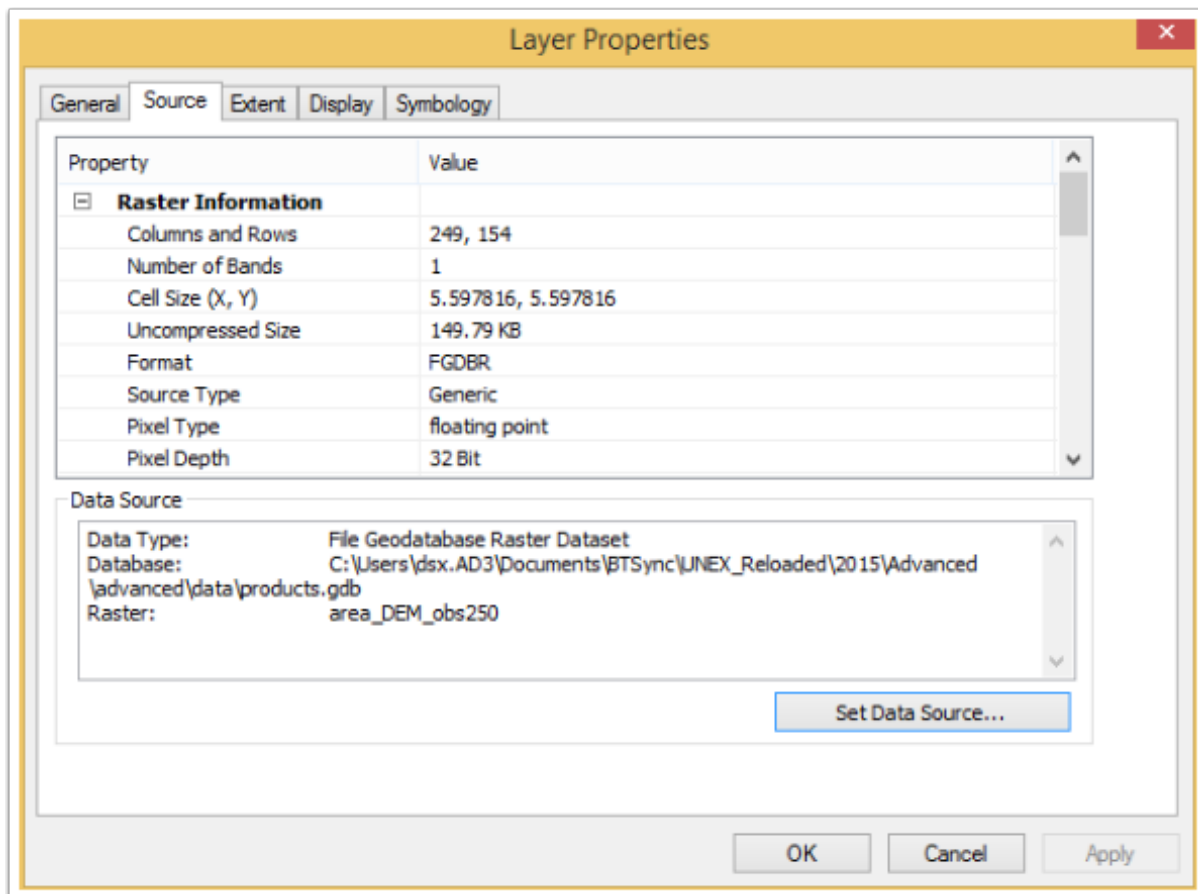 Layer Properties
General Source Extent Display Symbology
Property Value
Raster Information
Columns and Rows 249, 154
Number of Bands 1
Cell Size (X, Y) 5.597816, 5.597816
Uncompressed Size 149.79 KB
Format FGDBR
Source Type Generic
Pixel Type floating point
Pixel Depth 32 Bit
Data Source
Data Type: File Geodatabase Raster Dataset
Database: C:\Users\dsx.AD3\Documents\BTSync\UNEX_Reloaded\2015\Advanced
\advanced\data\products.gdb
Raster: area_DEM_obs250
Set Data Source...
OK Cancel Apply